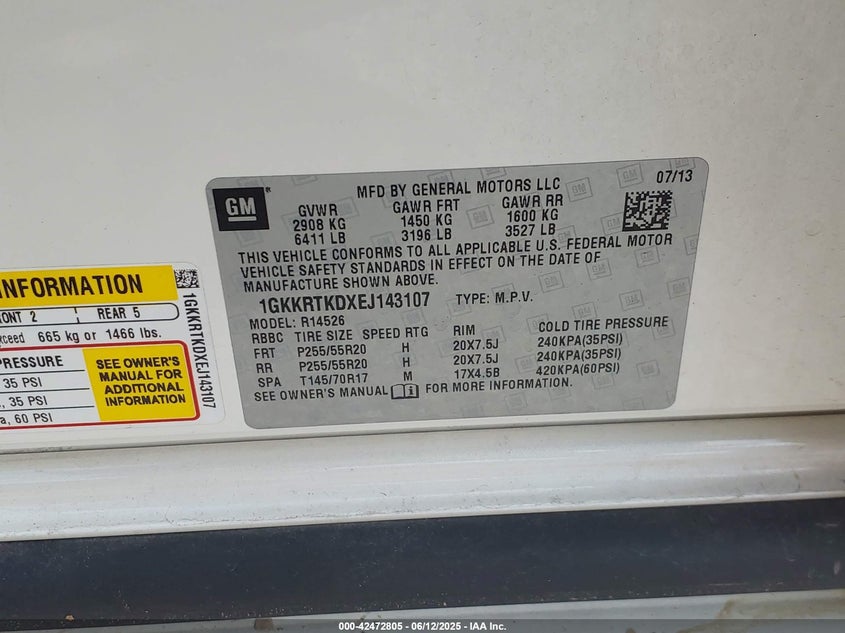 GM
MFD BY GENERAL MOTORS LLC
07/13
GVWR GAWR FRT GAWR RR
2908 KG 1450 KG 1600 KG
6411 LB 3196 LB 3527 LB
THIS VEHICLE CONFORMS TO ALL APPLICABLE U.S. FEDERAL MOTOR
VEHICLE SAFETY STANDARDS IN EFFECT ON THE DATE OF
MANUFACTURE SHOWN ABOVE.
1GKKRTKDXEJ143107 TYPE: M.P.V.
MODEL: R14526
RBBC TIRE SIZE SPEED RTG RIM COLD TIRE PRESSURE
FRT P255/55R20 H 20X7.5J 240KPA(35PSI)
RR P255/55R20 H 20X7.5J 240KPA(35PSI)
SPA T145/70R17 M 17X4.5B 420KPA(60PSI)
SEE OWNER'S MANUAL FOR MORE INFORMATION.
INFORMATION
ONT 2 REAR 5
xceed 665 kg or 1466 lbs.
PRESSURE
, 35 PSI
, 35 PSI
a, 60 PSI
SEE OWNER'S
MANUAL FOR
ADDITIONAL
INFORMATION
1GKKRTKDXEJ143107
000-42472805 - 06/12/2025 - IAA Inc.